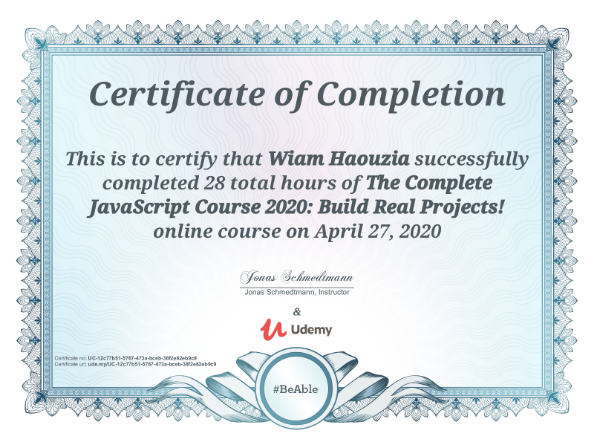 Certificate of Completion
This is to certify that Wiam Haouzia successfully
completed 28 total hours of The Complete
JavaScript Course 2020: Build Real Projects!
online course on April 27, 2020
Jonas Schmedtmann
Jonas Schmedtmann, Instructor
&
Udemy
Certificate no: UC-12c77b51-5767-473a-bceb-38f2e82eb9c9
Certificate url: ude.my/UC-12c77b51-5767-473a-bceb-38f2e82eb9c9
#BeAble